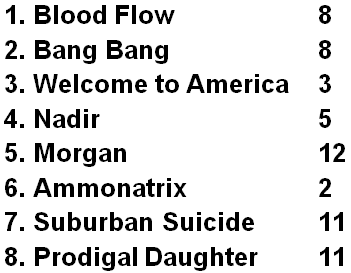 1. Blood Flow 8
2. Bang Bang 8
3. Welcome to America 3
4. Nadir 5
5. Morgan 12
6. Ammonatrix 2
7. Suburban Suicide 11
8. Prodigal Daughter 11